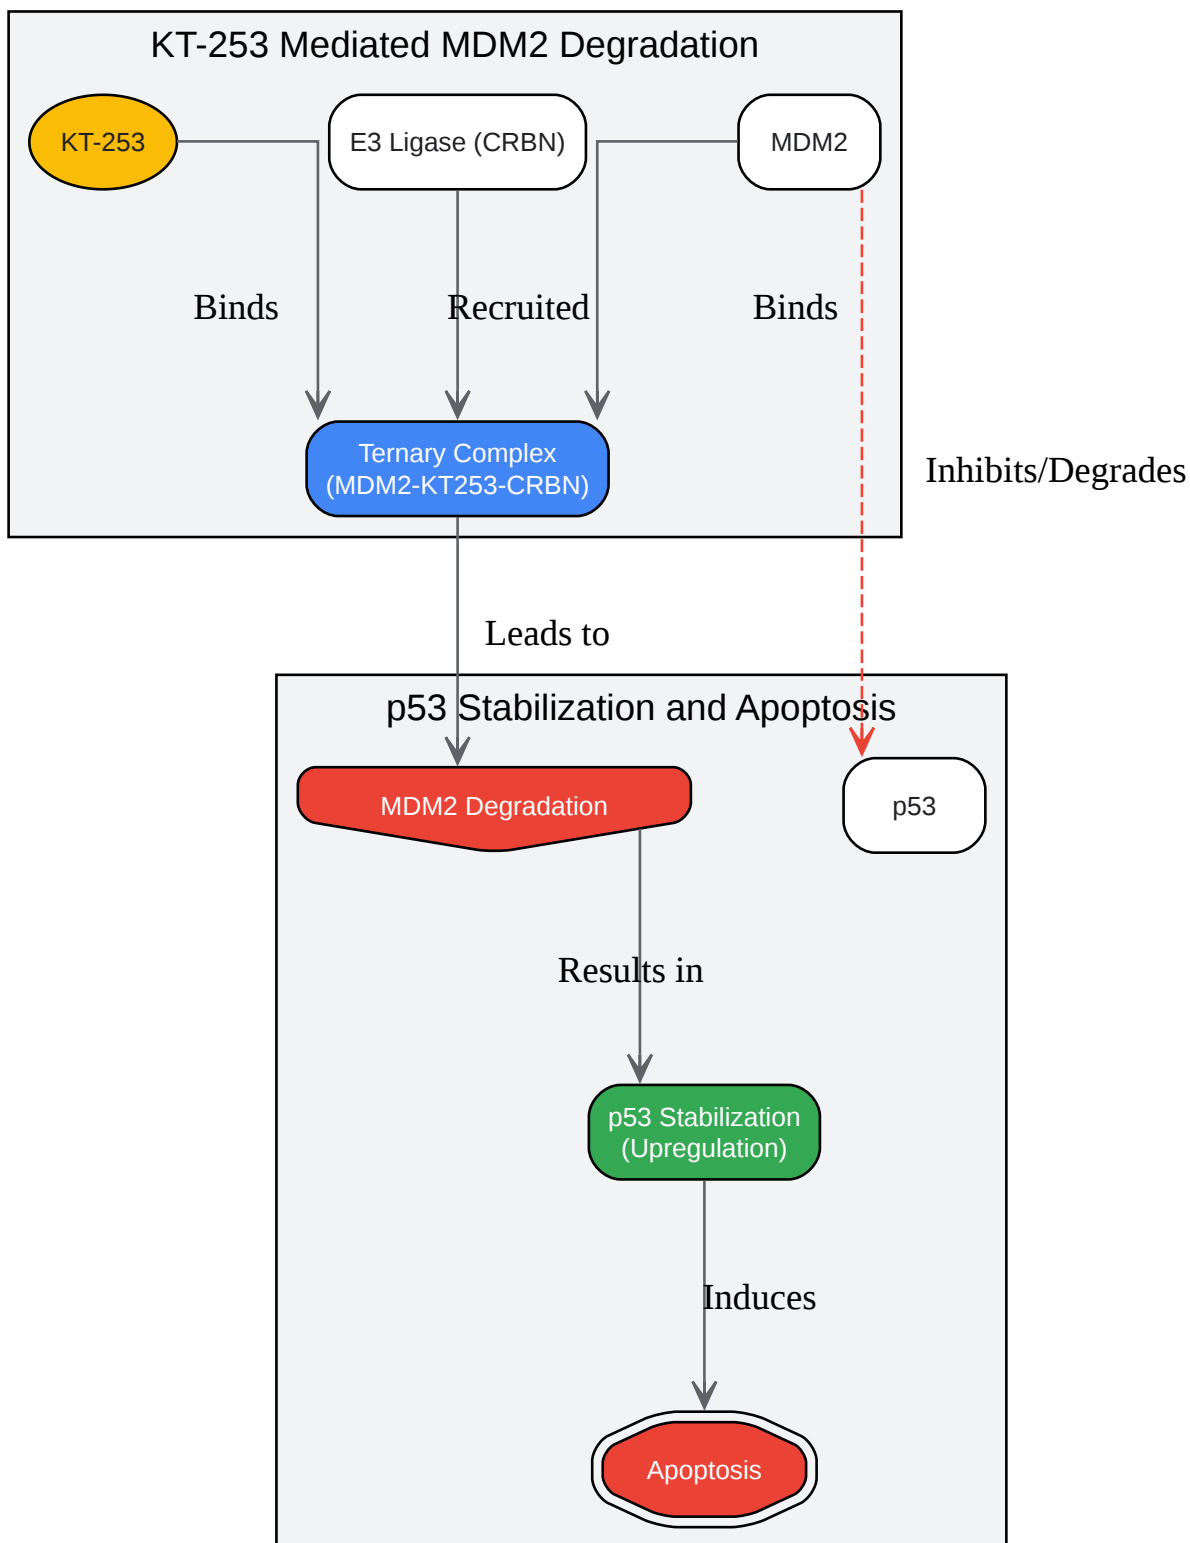 KT-253 Mediated MDM2 Degradation
KT-253
E3 Ligase (CRBN)
MDM2
Binds
Recruited
Binds
Ternary Complex
(MDM2-KT253-CRBN)
Inhibits/Degrades
Leads to
p53 Stabilization and Apoptosis
MDM2 Degradation
p53
Results in
p53 Stabilization
(Upregulation)
Induces
Apoptosis